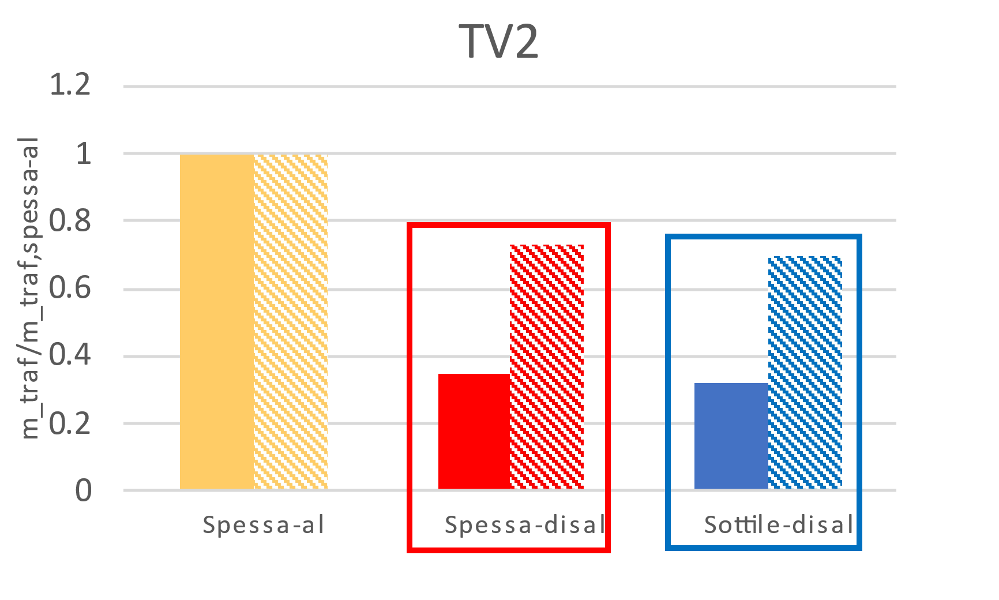 TV2
m_traf/m_traf,spessa-al
1.2
1
0.8
0.6
0.4
0.2
0
Spessa-al
Spessa-disal
Sottile-disal